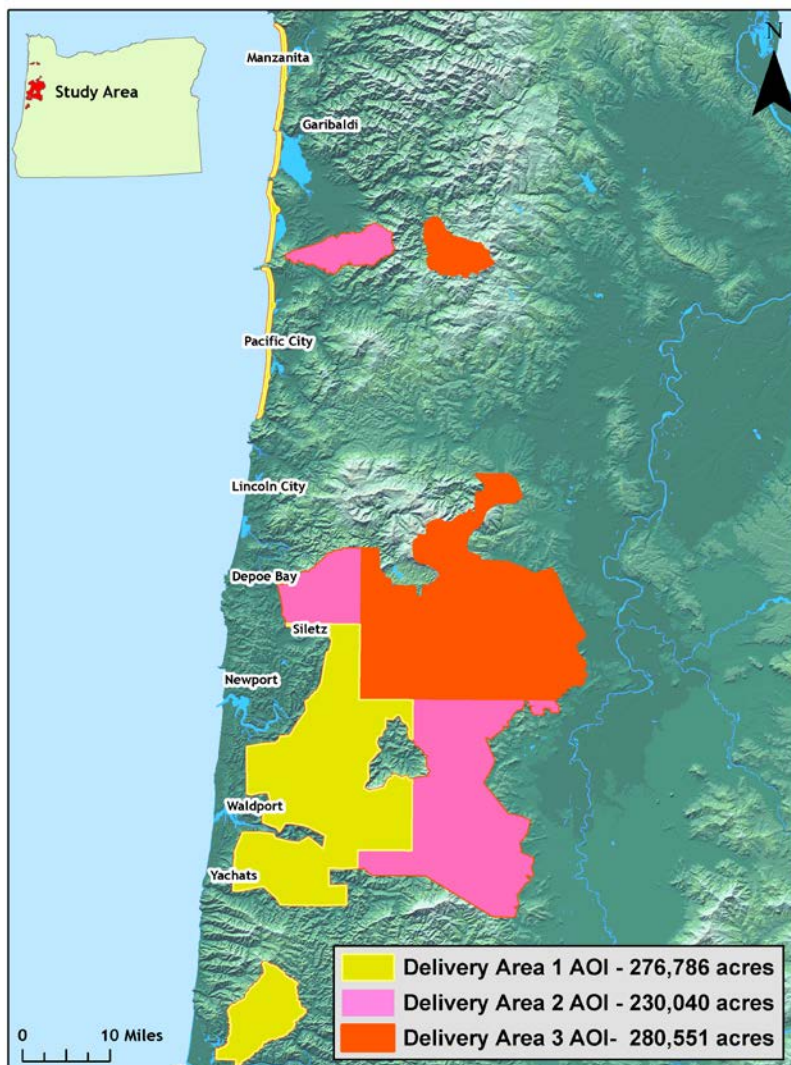 Study Area
N
Manzanita
Garibaldi
Pacific City
Lincoln City
Depoe Bay
Siletz
Newport
Waldport
Yachats
Delivery Area 1 AOI - 276,786 acres
Delivery Area 2 AOI - 230,040 acres
Delivery Area 3 AOI- 280,551 acres
0 10 Miles